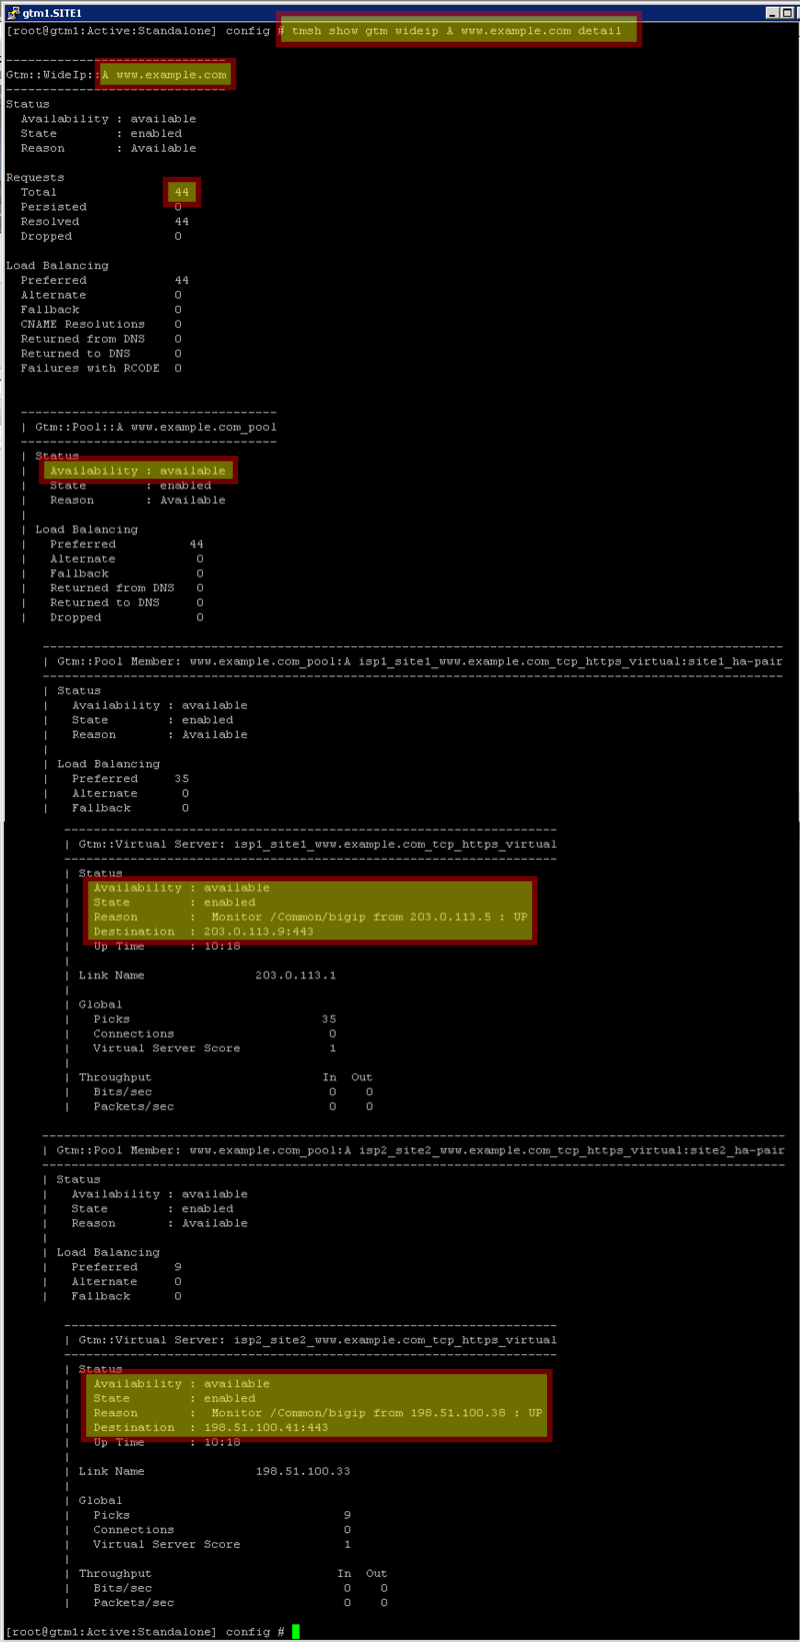 gtm1.SITE1
[root@gtm1:Active:Standalone] config # tmsh show gtm wideip A www.example.com detail
------------------------------
Gtm::WideIp::A www.example.com
------------------------------
Status
  Availability : available
  State        : enabled
  Reason       : Available
Requests
  Total                44
  Persisted            0
  Resolved             44
  Dropped              0
Load Balancing
  Preferred            44
  Alternate            0
  Fallback             0
  CNAME Resolutions    0
  Returned from DNS    0
  Returned to DNS      0
  Failures with RCODE  0
  -----------------------------------
  | Gtm::Pool::A www.example.com_pool
  -----------------------------------
  | Status
  |   Availability : available
  |   State        : enabled
  |   Reason       : Available
  |
  | Load Balancing
  |   Preferred          44
  |   Alternate           0
  |   Fallback            0
  |   Returned from DNS   0
  |   Returned to DNS     0
  |   Dropped             0
     -----------------------------------------------------------------------------------------------------
     | Gtm::Pool Member: www.example.com_pool:A isp1_site1_www.example.com_tcp_https_virtual:site1_ha-pair
     -----------------------------------------------------------------------------------------------------
     | Status
     |   Availability : available
     |   State        : enabled
     |   Reason       : Available
     |
     | Load Balancing
     |   Preferred     35
     |   Alternate      0
     |   Fallback       0
        -------------------------------------------------------------------
        | Gtm::Virtual Server: isp1_site1_www.example.com_tcp_https_virtual
        -------------------------------------------------------------------
        | Status
        |   Availability : available
        |   State        : enabled
        |   Reason       :  Monitor /Common/bigip from 203.0.113.5 : UP
        |   Destination  : 203.0.113.9:443
        |   Up Time      : 10:18
        |
        | Link Name               203.0.113.1
        |
        | Global
        |   Picks                          35
        |   Connections                     0
        |   Virtual Server Score            1
        |
        | Throughput                       In  Out
        |   Bits/sec                        0    0
        |   Packets/sec                     0    0
     -----------------------------------------------------------------------------------------------------
     | Gtm::Pool Member: www.example.com_pool:A isp2_site2_www.example.com_tcp_https_virtual:site2_ha-pair
     -----------------------------------------------------------------------------------------------------
     | Status
     |   Availability : available
     |   State        : enabled
     |   Reason       : Available
     |
     | Load Balancing
     |   Preferred     9
     |   Alternate     0
     |   Fallback      0
        -------------------------------------------------------------------
        | Gtm::Virtual Server: isp2_site2_www.example.com_tcp_https_virtual
        -------------------------------------------------------------------
        | Status
        |   Availability : available
        |   State        : enabled
        |   Reason       :  Monitor /Common/bigip from 198.51.100.38 : UP
        |   Destination  : 198.51.100.41:443
        |   Up Time      : 10:18
        |
        | Link Name               198.51.100.33
        |
        | Global
        |   Picks                             9
        |   Connections                       0
        |   Virtual Server Score              1
        |
        | Throughput                         In  Out
        |   Bits/sec                          0    0
        |   Packets/sec                       0    0
[root@gtm1:Active:Standalone] config #